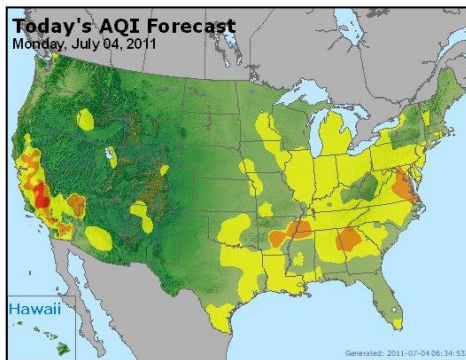 Today's AQI Forecast
Monday, July 04, 2011
Hawaii
Generated: 2011-07-04 06:34:53